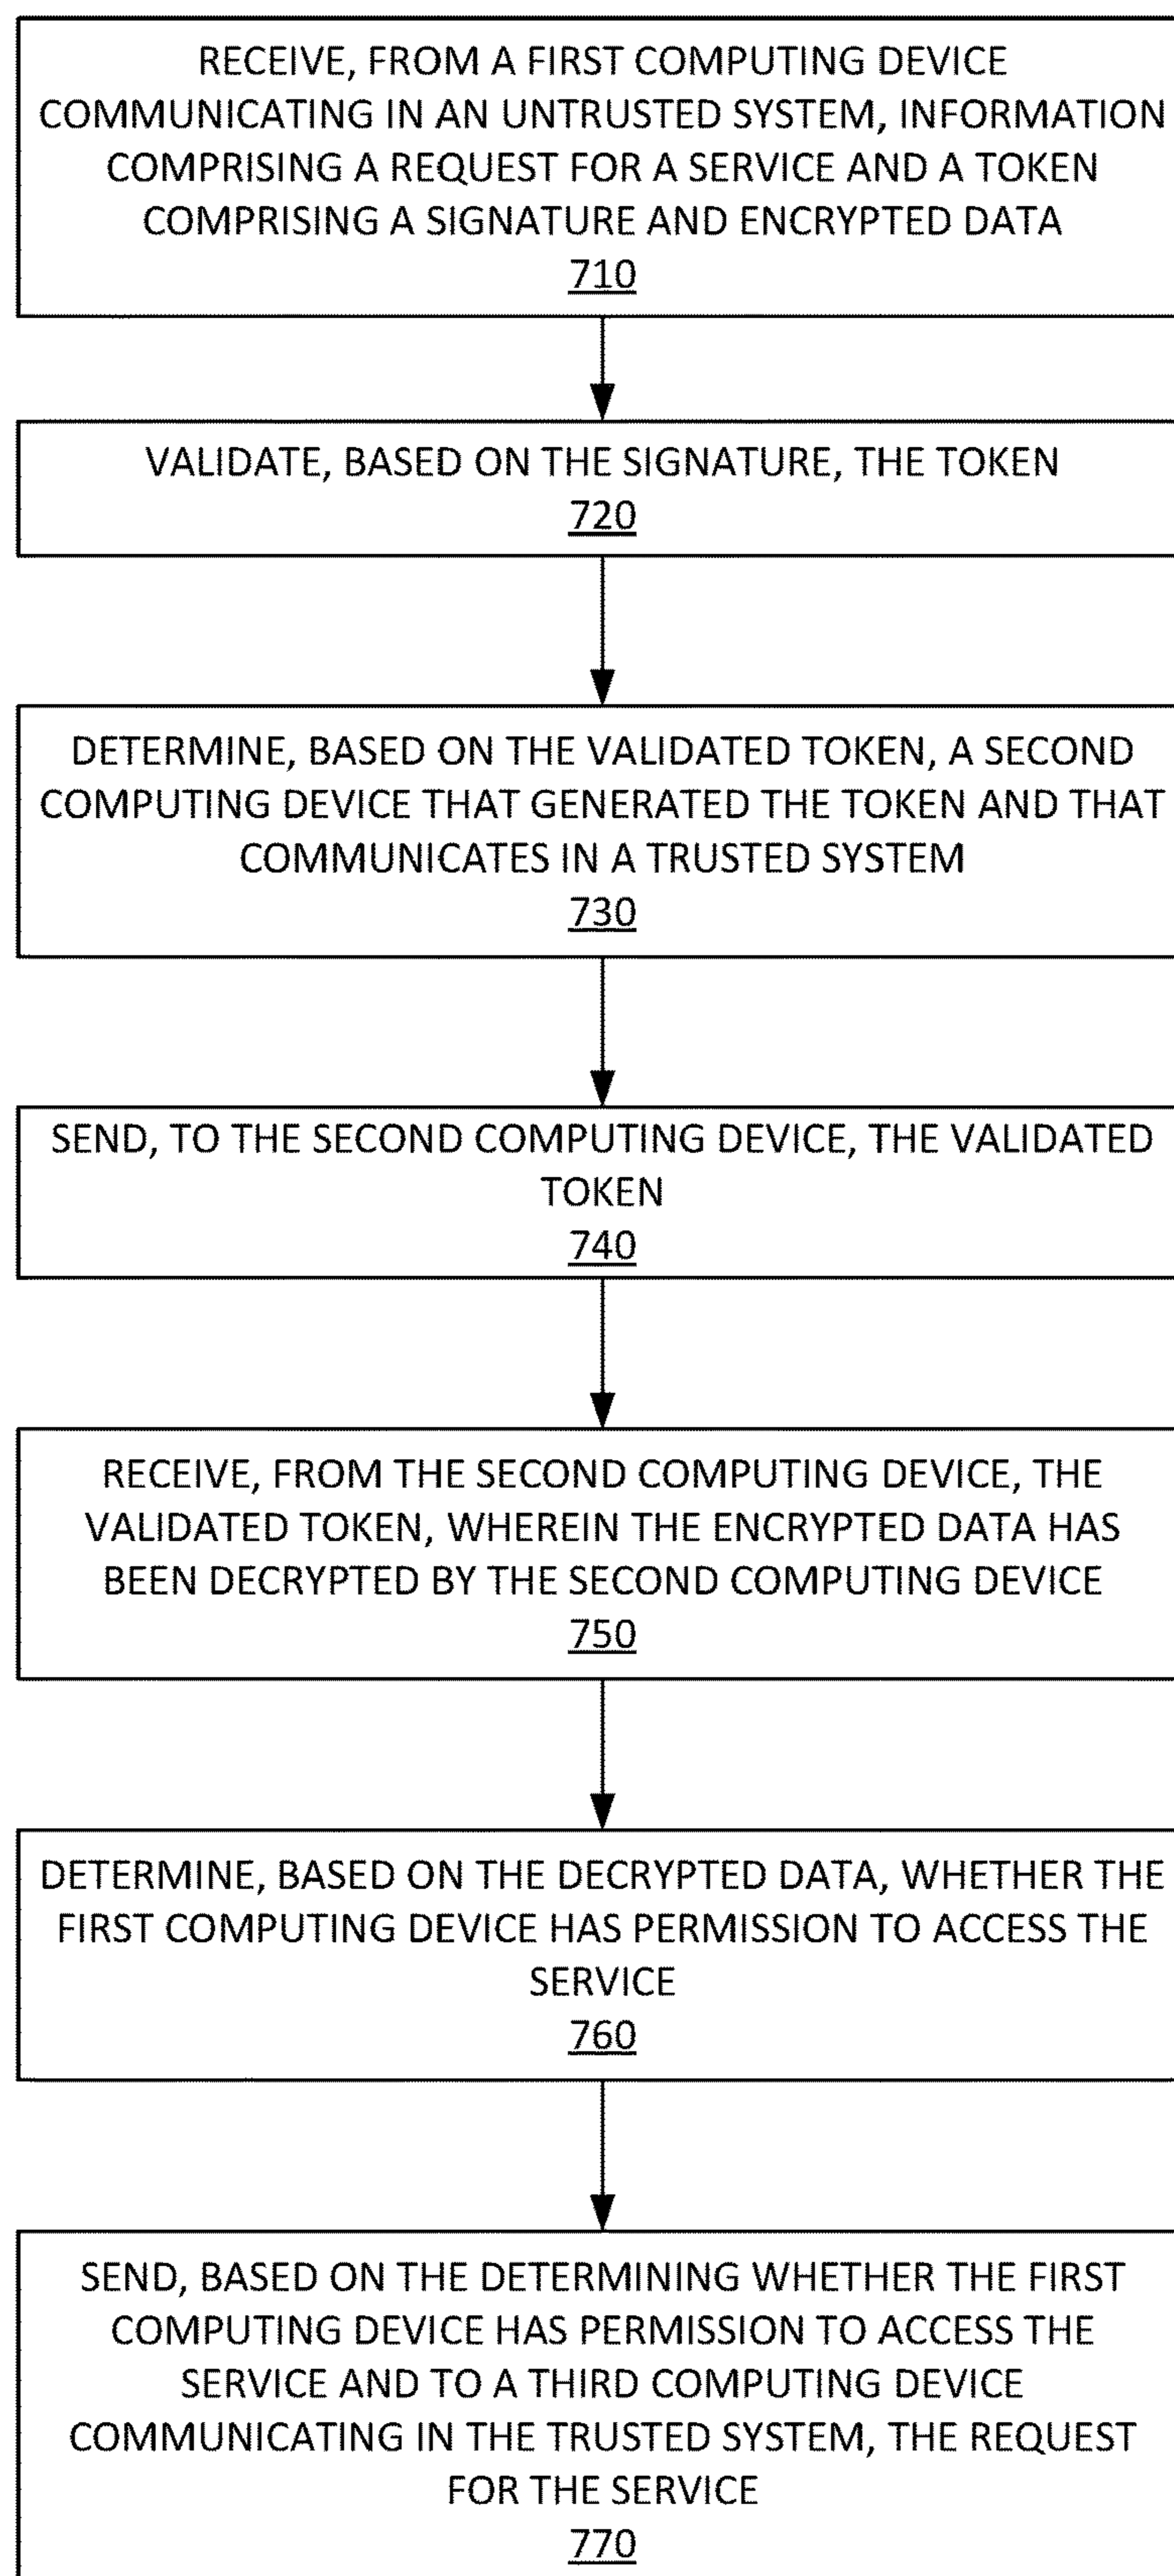 RECEIVE, FROM A FIRST COMPUTING DEVICE
COMMUNICATING IN AN UNTRUSTED SYSTEM, INFORMATION
COMPRISING A REQUEST FOR A SERVICE AND A TOKEN
COMPRISING A SIGNATURE AND ENCRYPTED DATA
710
VALIDATE, BASED ON THE SIGNATURE, THE TOKEN
720
DETERMINE, BASED ON THE VALIDATED TOKEN, A SECOND
COMPUTING DEVICE THAT GENERATED THE TOKEN AND THAT
COMMUNICATES IN A TRUSTED SYSTEM
730
SEND, TO THE SECOND COMPUTING DEVICE, THE VALIDATED
TOKEN
740
RECEIVE, FROM THE SECOND COMPUTING DEVICE, THE
VALIDATED TOKEN, WHEREIN THE ENCRYPTED DATA HAS
BEEN DECRYPTED BY THE SECOND COMPUTING DEVICE
750
DETERMINE, BASED ON THE DECRYPTED DATA, WHETHER THE
FIRST COMPUTING DEVICE HAS PERMISSION TO ACCESS THE
SERVICE
760
SEND, BASED ON THE DETERMINING WHETHER THE FIRST
COMPUTING DEVICE HAS PERMISSION TO ACCESS THE
SERVICE AND TO A THIRD COMPUTING DEVICE
COMMUNICATING IN THE TRUSTED SYSTEM, THE REQUEST
FOR THE SERVICE
770